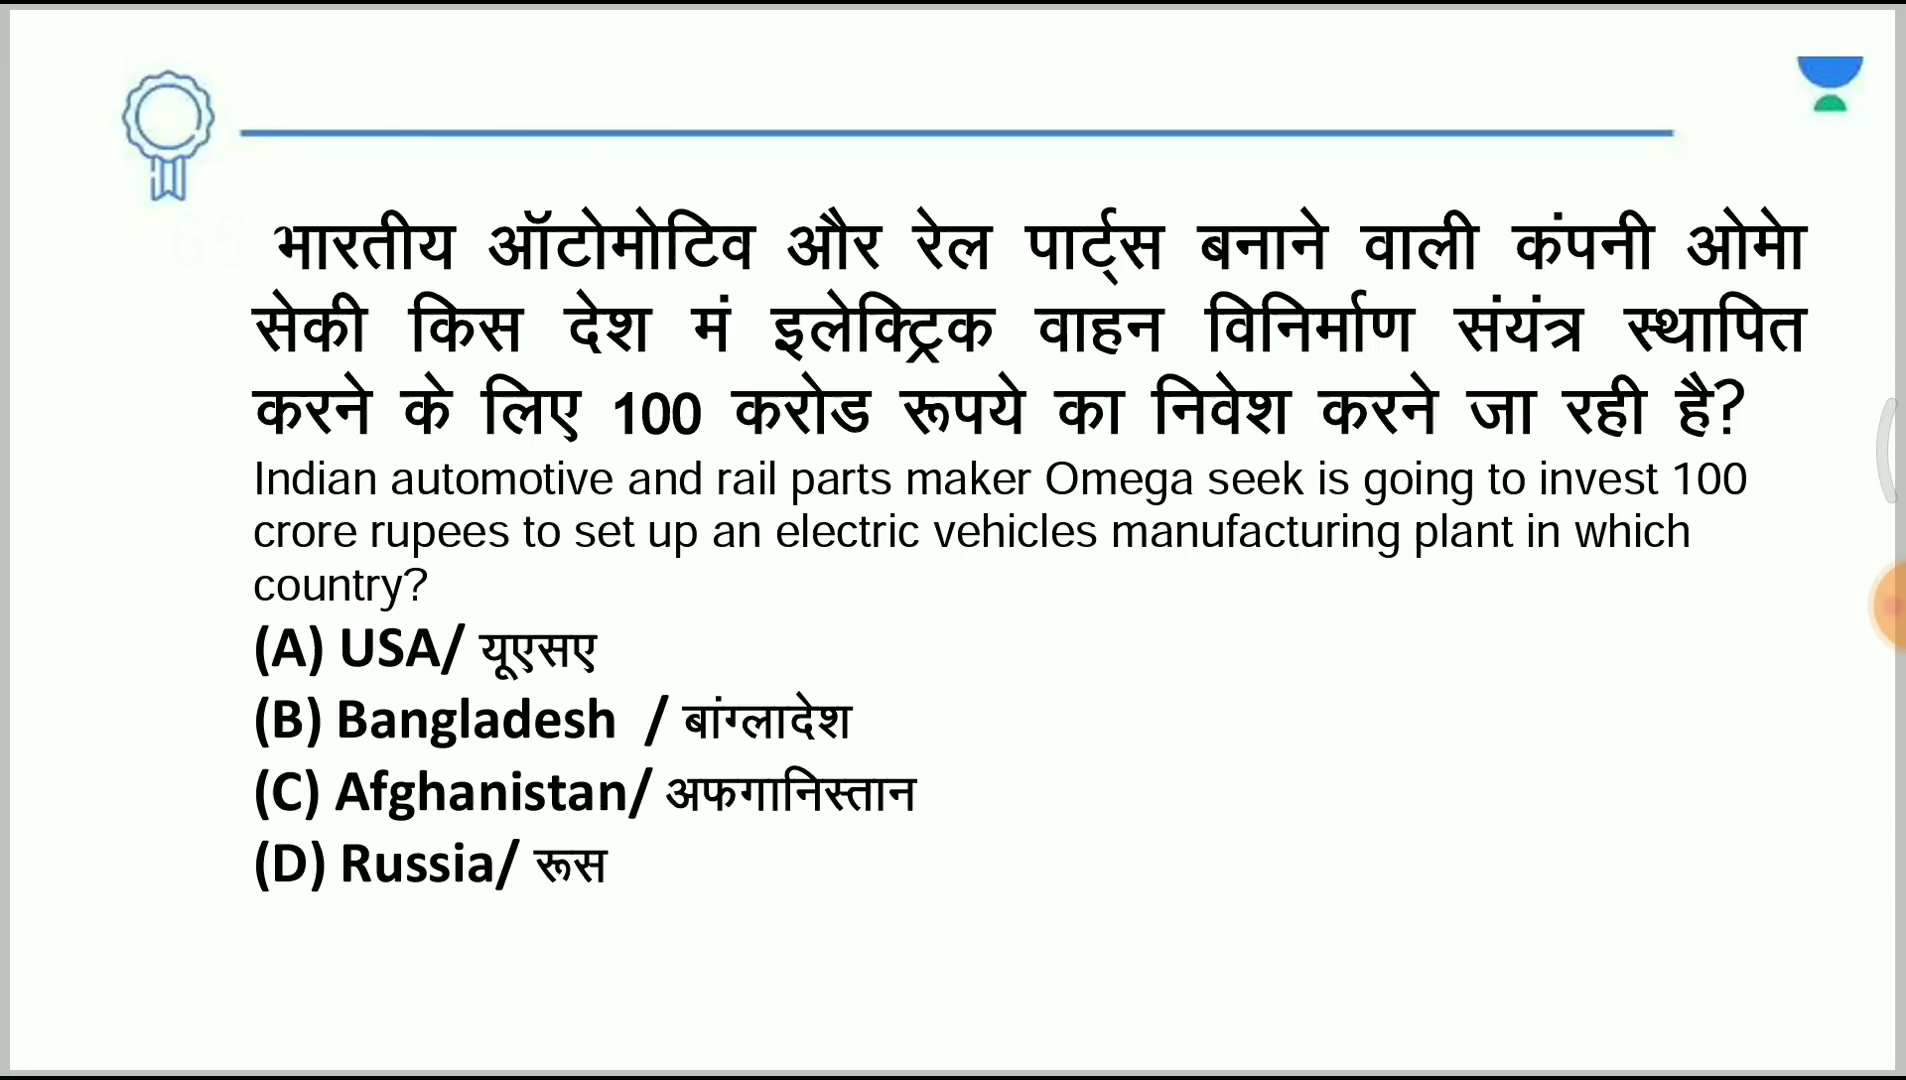 भारतीय ऑटोमोटिव और रेल पार्ट्स बनाने वाली कंपनी ओमेा
सेकी किस देश मं इलेक्ट्रिक वाहन विनिर्माण संयंत्र स्थापित
करने के लिए 100 करोड रूपये का निवेश करने जा रही है?
Indian automotive and rail parts maker Omega seek is going to invest 100
crore rupees to set up an electric vehicles manufacturing plant in which
country?
(A) USA/ यूएसए
(B) Bangladesh / बांग्लादेश
(C) Afghanistan/ अफगानिस्तान
(D) Russia/ रूस